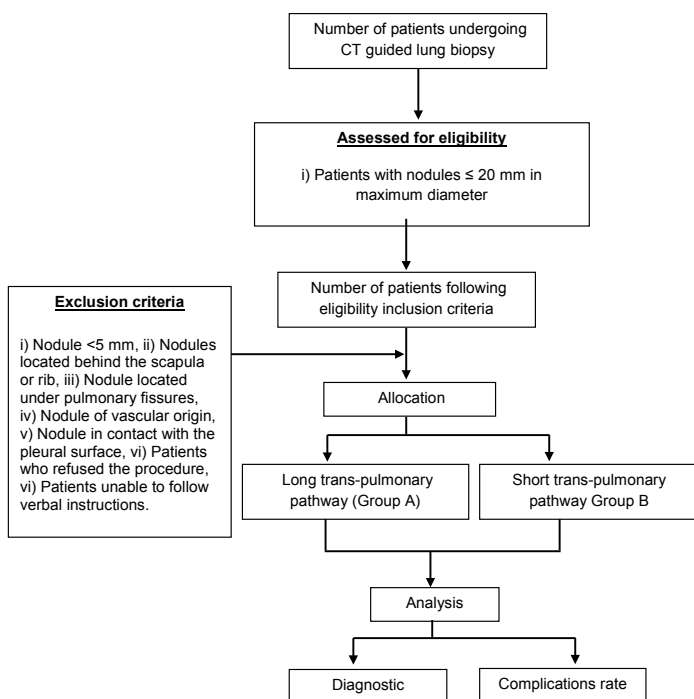 Number of patients undergoing
CT guided lung biopsy
Assessed for eligibility
i) Patients with nodules ≤ 20 mm in
maximum diameter
Number of patients following
eligibility inclusion criteria
Exclusion criteria
i) Nodule <5 mm, ii) Nodules
located behind the scapula
or rib, iii) Nodule located
under pulmonary fissures,
iv) Nodule of vascular origin,
v) Nodule in contact with the
pleural surface, vi) Patients
who refused the procedure,
vi) Patients unable to follow
verbal instructions.
Allocation
Long trans-pulmonary
pathway (Group A)
Short trans-pulmonary
pathway Group B
Analysis
Diagnostic
Complications rate